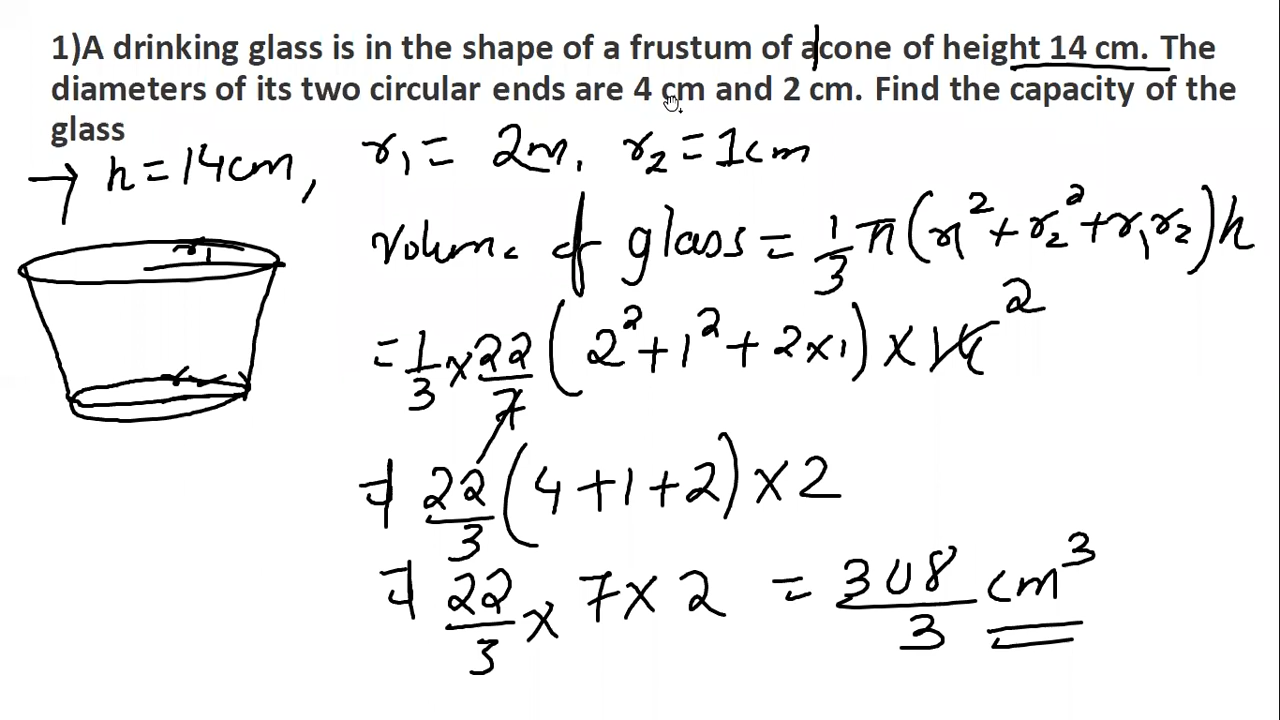 1)A drinking glass is in the shape of a frustum of a cone of height 14 cm. The
diameters of its two circular ends are 4 cm and 2 cm. Find the capacity of the
glass
→ h=14cm, r₁ = 2m, r₂=1cm
Volume of glass = 1/3 π(r₁²+r₂²+r₁r₂)h
r₁
= 1/3 × 22/7 (2²+1²+2×1) × 14 2
= 22/3 (4+1+2) × 2
= 22/3 × 7×2 = 308/3 cm³